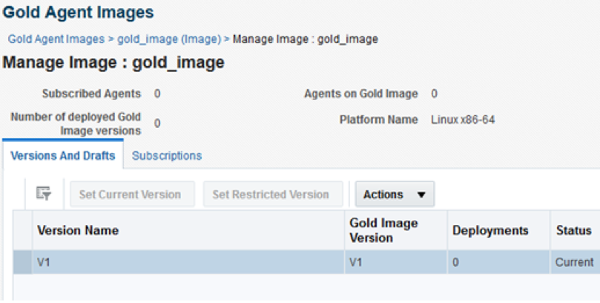 Gold Agent Images
Gold Agent Images > gold_image (Image) > Manage Image : gold_image
Manage Image : gold_image
Subscribed Agents 0 Agents on Gold Image 0
Number of deployed Gold
Image versions 0 Platform Name Linux x86-64
Versions And Drafts Subscriptions
Set Current Version Set Restricted Version Actions
Version Name Gold Image Version Deployments Status
V1 V1 0 Current